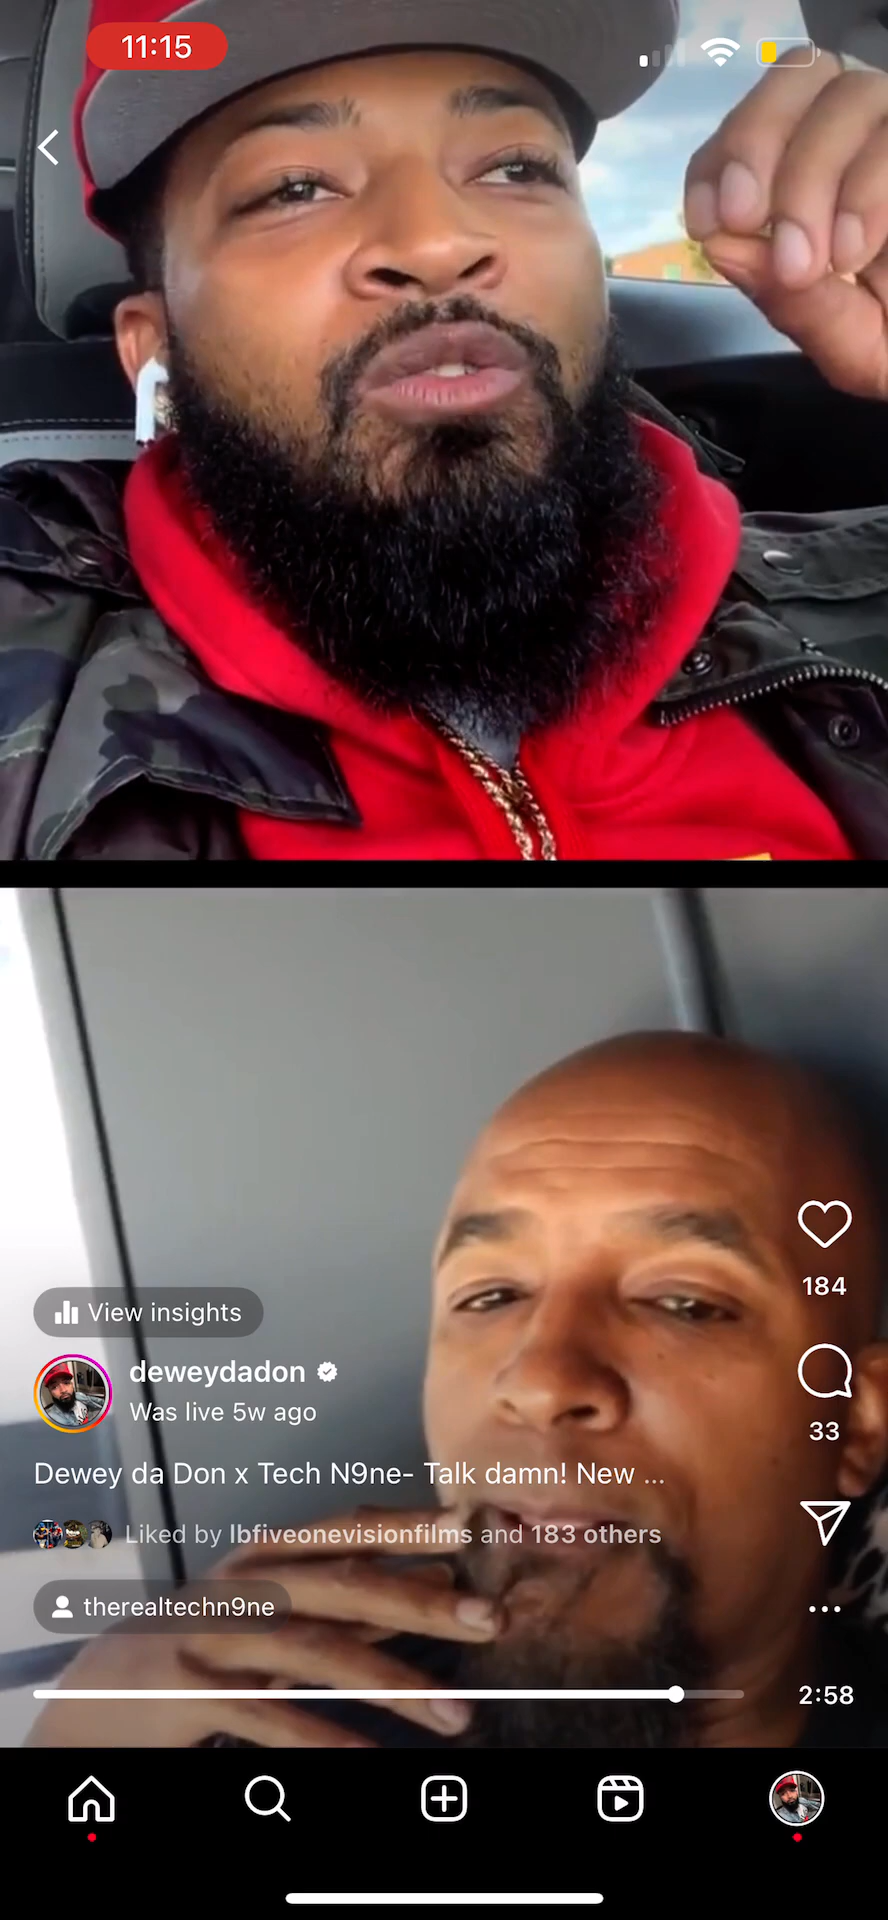 11:15
View insights
deweydadon
Was live 5w ago
Dewey da Don x Tech N9ne- Talk damn! New ...
Liked by lbfiveonevisionfilms and 183 others
therealtechn9ne
184
33
2:58